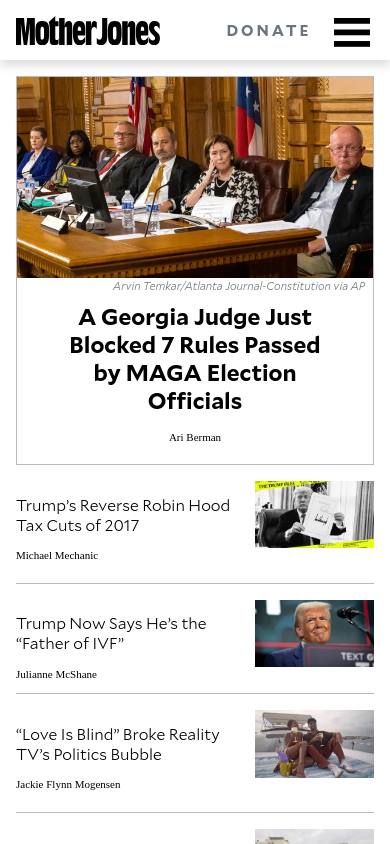 Mother Jones
DONATE
Arvin Temkar/Atlanta Journal-Constitution via AP
A Georgia Judge Just
Blocked 7 Rules Passed
by MAGA Election
Officials
Ari Berman
Trump’s Reverse Robin Hood
Tax Cuts of 2017
Michael Mechanic
THE TRUMP FILES
Trump Now Says He’s the
“Father of IVF”
Julianne McShane
TEXT
“Love Is Blind” Broke Reality
TV’s Politics Bubble
Jackie Flynn Mogensen